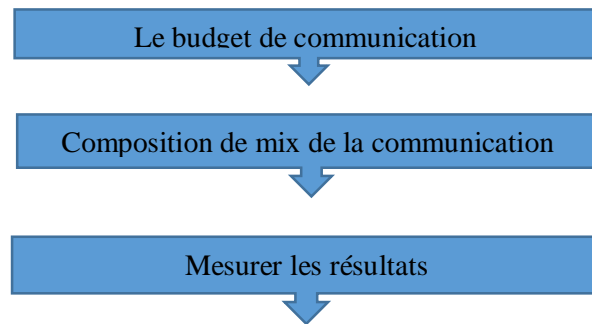 Le budget de communication
Composition de mix de la communication
Mesurer les résultats